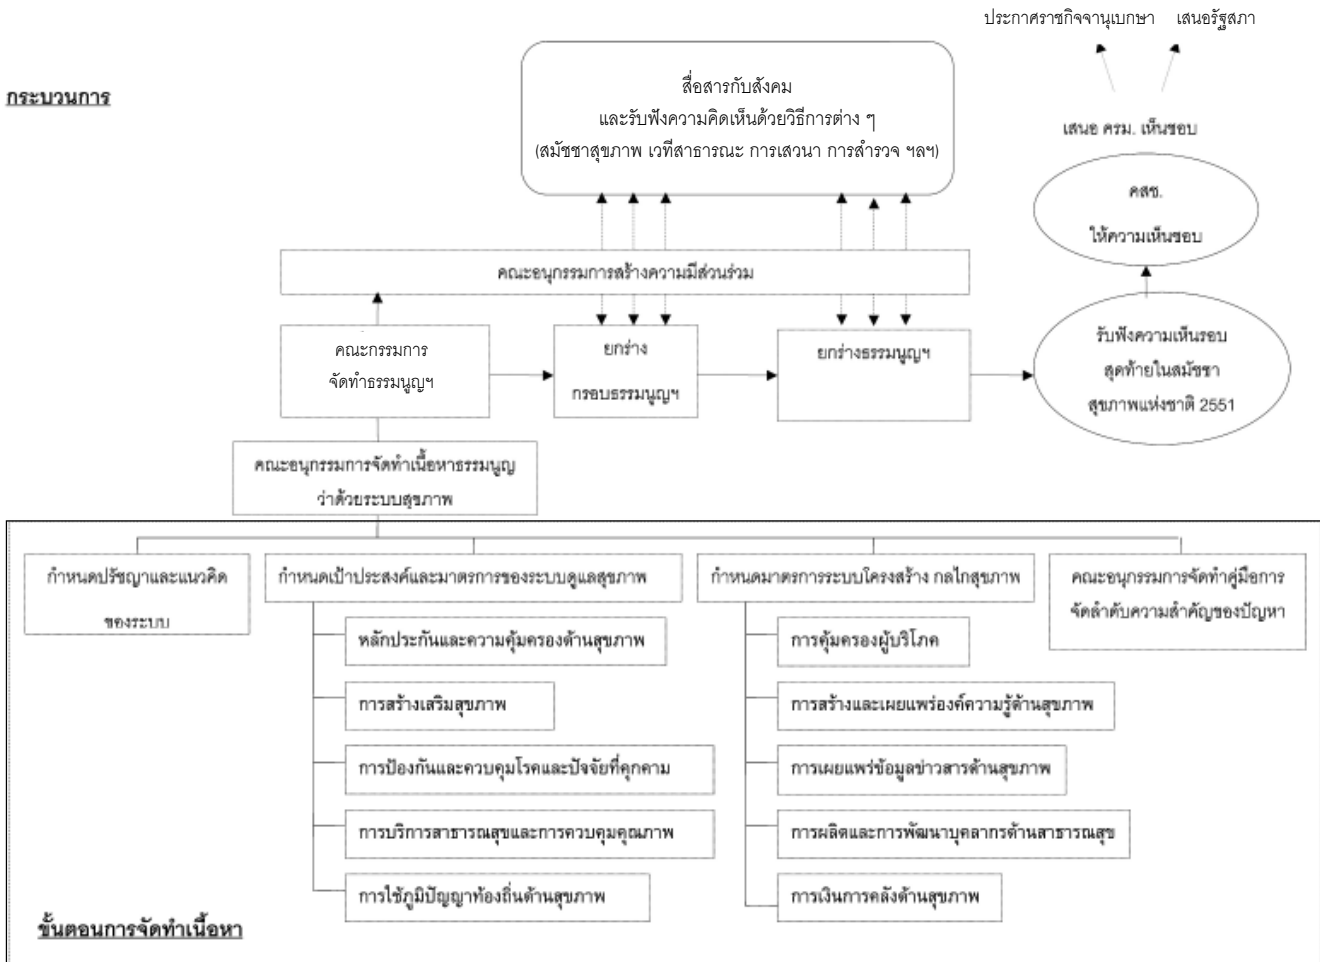 ประกาศราชกิจจานุเบกษา เสนอรัฐสภา
กระบวนการ
สื่อสารกับสังคม
และรับฟังความคิดเห็นด้วยวิธีการต่าง ๆ
(สมัชชาสุขภาพ เวทีสาธารณะ การเสวนา การสำรวจ ฯลฯ)
เสนอ ครม. เห็นชอบ
คสช.
ให้ความเห็นชอบ
คณะอนุกรรมการสร้างความมีส่วนร่วม
คณะกรรมการ
จัดทำธรรมนูญฯ
ยกร่าง
กรอบธรรมนูญฯ
ยกร่างธรรมนูญฯ
รับฟังความเห็นรอบ
สุดท้ายในสมัชชา
สุขภาพแห่งชาติ 2551
คณะอนุกรรมการจัดทำเนื้อหาธรรมนูญ
ว่าด้วยระบบสุขภาพ
กำหนดปรัชญาและแนวคิด
ของระบบ
กำหนดเป้าประสงค์และมาตรการของระบบดูแลสุขภาพ
หลักประกันและความคุ้มครองด้านสุขภาพ
การสร้างเสริมสุขภาพ
การป้องกันและควบคุมโรคและปัจจัยที่คุกคาม
การบริการสาธารณสุขและการควบคุมคุณภาพ
การใช้ภูมิปัญญาท้องถิ่นด้านสุขภาพ
กำหนดมาตรการระบบโครงสร้าง กลไกสุขภาพ
การคุ้มครองผู้บริโภค
การสร้างและเผยแพร่องค์ความรู้ด้านสุขภาพ
การเผยแพร่ข้อมูลข่าวสารด้านสุขภาพ
การผลิตและการพัฒนาบุคลากรด้านสาธารณสุข
การเงินการคลังด้านสุขภาพ
คณะอนุกรรมการจัดทำคู่มือการ
จัดลำดับความสำคัญของปัญหา
ขั้นตอนการจัดทำเนื้อหา